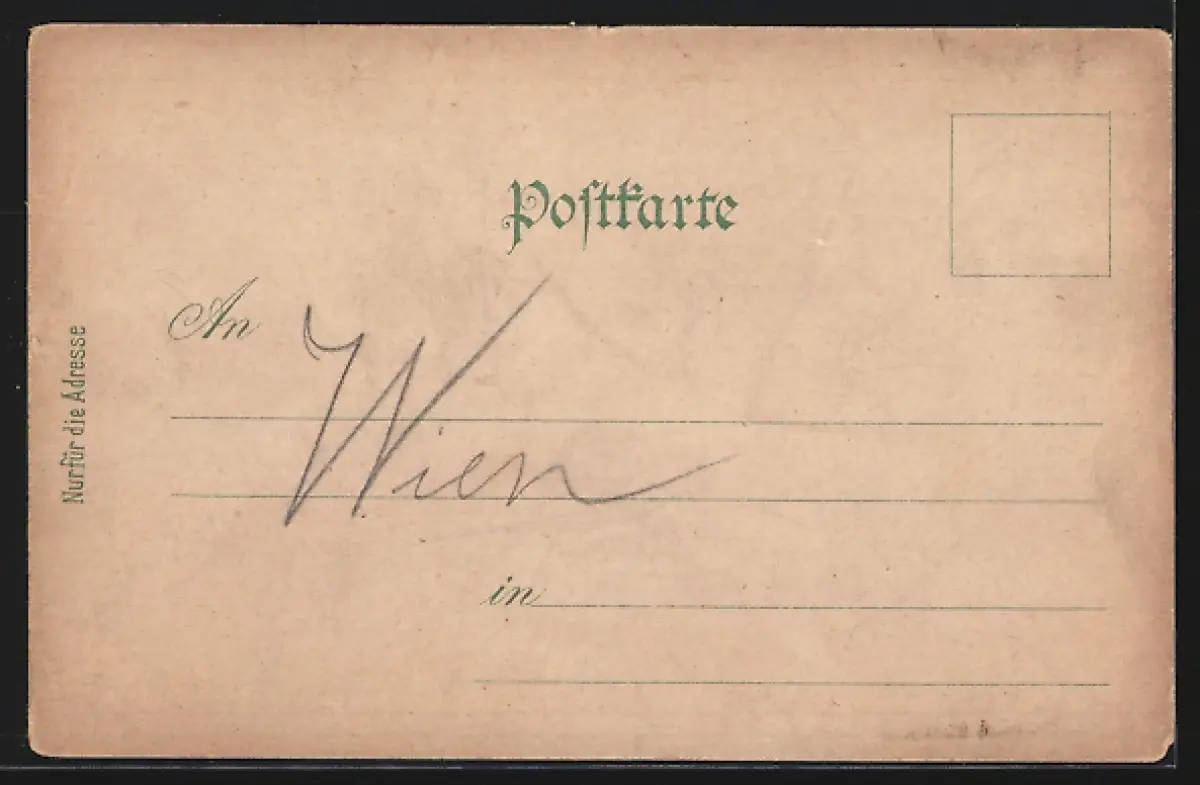 Postkarte
An
Wien
in
Nur für die Adresse